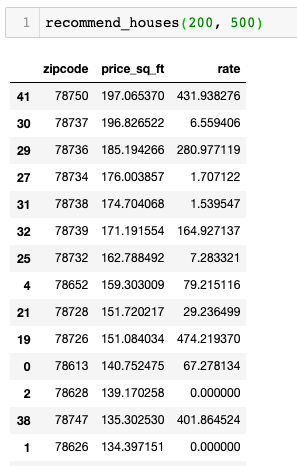 1 recommend_houses(200, 500)
zipcode price_sq_ft rate
41 78750 197.065370 431.938276
30 78737 196.826522 6.559406
29 78736 185.194266 280.977119
27 78734 176.003857 1.707122
31 78738 174.704068 1.539547
32 78739 171.191554 164.927137
25 78732 162.788492 7.283321
4 78652 159.303009 79.215116
21 78728 151.720217 29.236499
19 78726 151.084034 474.219370
0 78613 140.752475 67.278134
2 78628 139.170258 0.000000
38 78747 135.302530 401.864524
1 78626 134.397151 0.000000